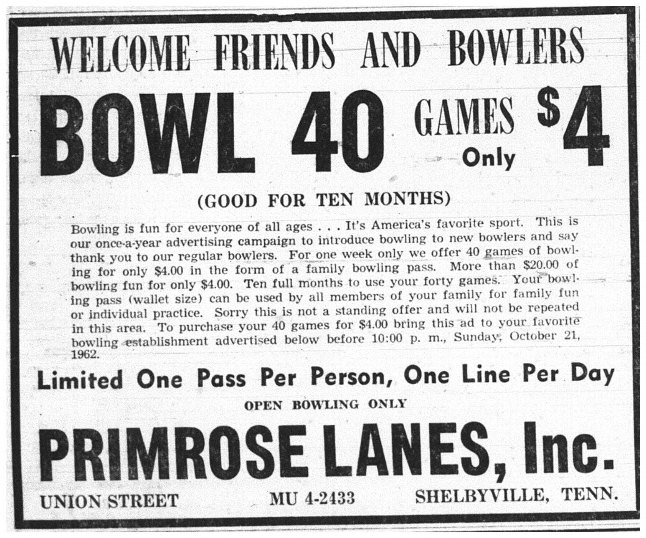 WELCOME FRIENDS AND BOWLERS
BOWL 40 GAMES Only $4
(GOOD FOR TEN MONTHS)
Bowling is fun for everyone of all ages . . . It's America's favorite sport. This is
our once-a-year advertising campaign to introduce bowling to new bowlers and say
thank you to our regular bowlers. For one week only we offer 40 games of bowl-
ing for only $4.00 in the form of a family bowling pass. More than $20.00 of
bowling fun for only $4.00. Ten full months to use your forty games. Your bowl-
ing pass (wallet size) can be used by all members of your family for family fun
or individual practice. Sorry this is not a standing offer and will not be repeated
in this area. To purchase your 40 games for $4.00 bring this ad to your favorite
bowling establishment advertised below before 10:00 p. m., Sunday, October 21,
1962.
Limited One Pass Per Person, One Line Per Day
OPEN BOWLING ONLY
PRIMROSE LANES, Inc.
UNION STREET MU 4-2433 SHELBYVILLE, TENN.